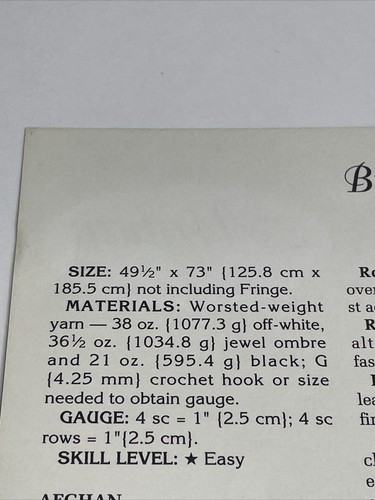 SIZE: 49½" x 73" {125.8 cm x
185.5 cm} not including Fringe.
MATERIALS: Worsted-weight
yarn — 38 oz. {1077.3 g} off-white,
36½ oz. {1034.8 g} jewel ombre
and 21 oz. {595.4 g} black; G
{4.25 mm} crochet hook or size
needed to obtain gauge.
GAUGE: 4 sc = 1" {2.5 cm}; 4 sc
rows = 1"{2.5 cm}.
SKILL LEVEL: ★ Easy
AFGHAN